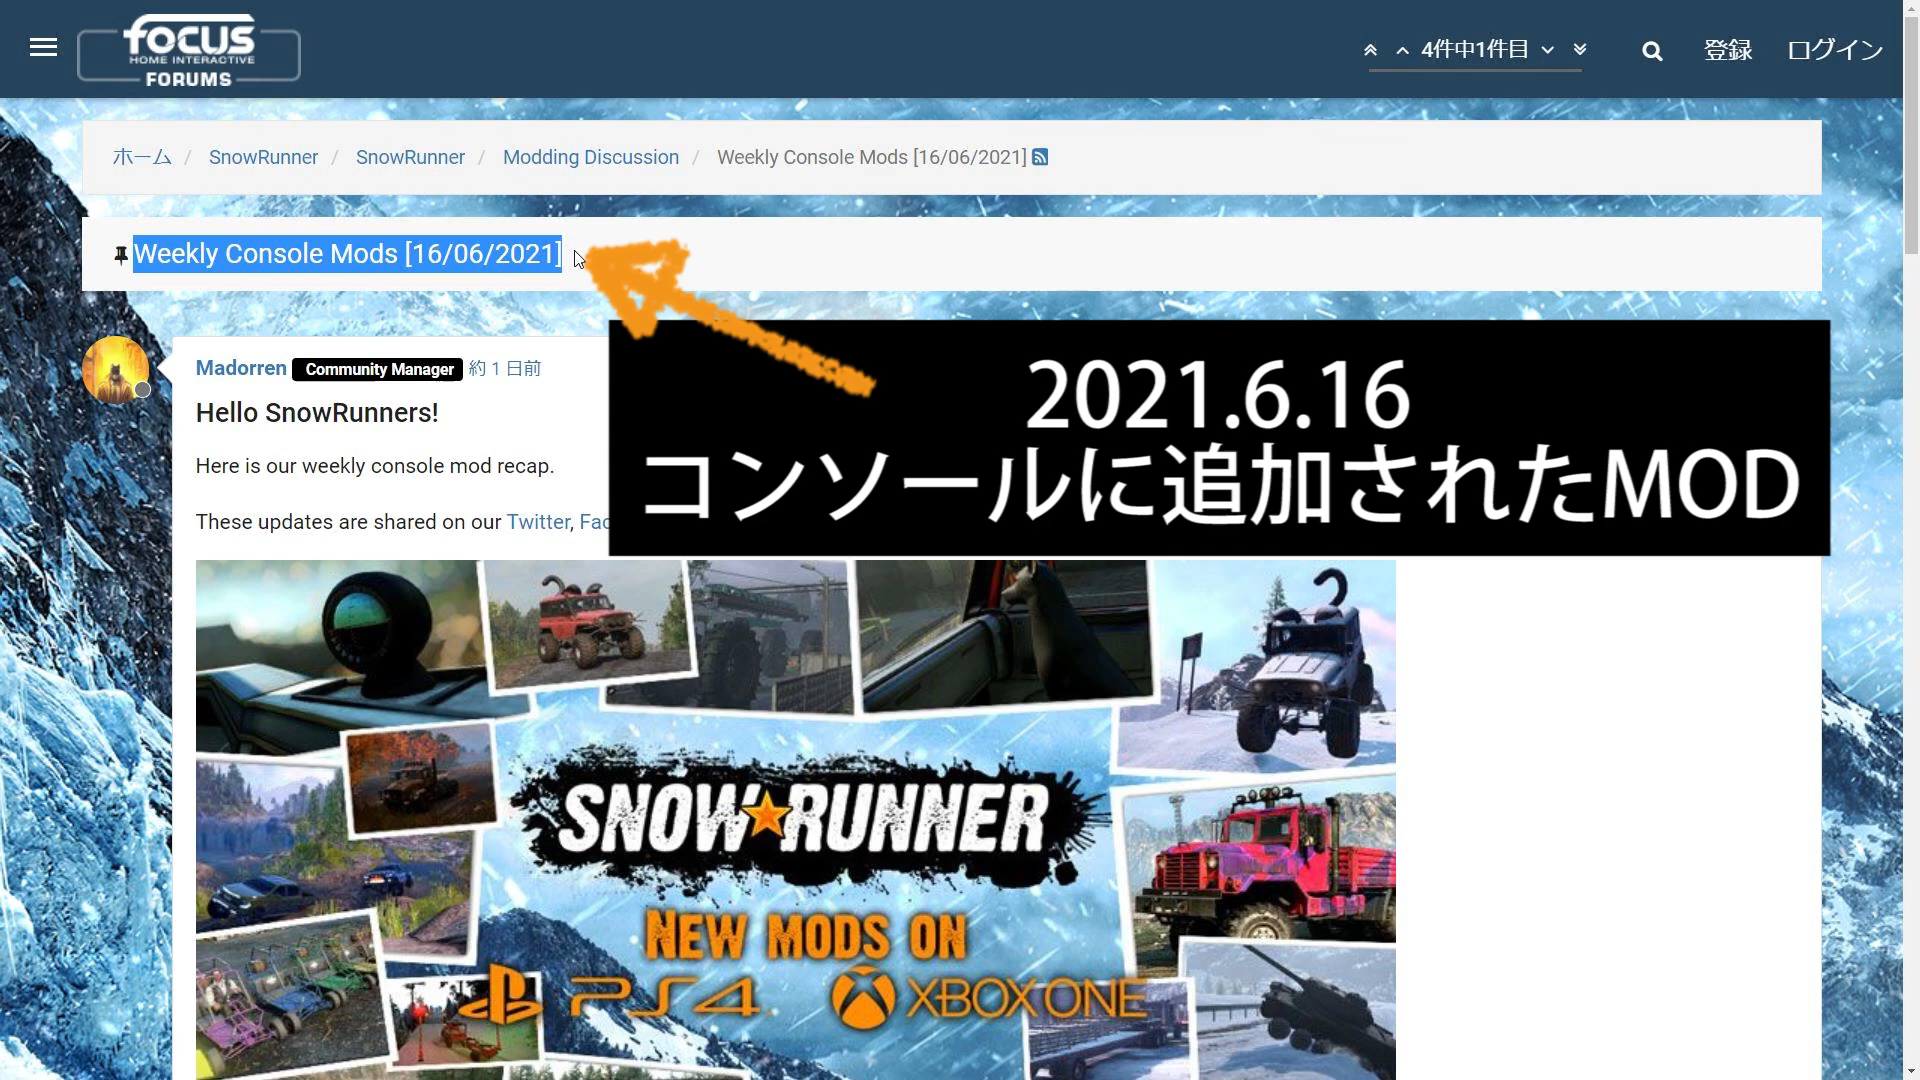 focus
HOME INTERACTIVE
FORUMS
4件中1件目
登録
ログイン
ホーム / SnowRunner / SnowRunner / Modding Discussion / Weekly Console Mods [16/06/2021]
Weekly Console Mods [16/06/2021]
Madorren Community Manager 約 1 日前
Hello SnowRunners!
Here is our weekly console mod recap.
These updates are shared on our Twitter, Fac
2021.6.16
コンソールに追加されたMOD
SNOW RUNNER
NEW MODS ON
PS4 XBOX ONE